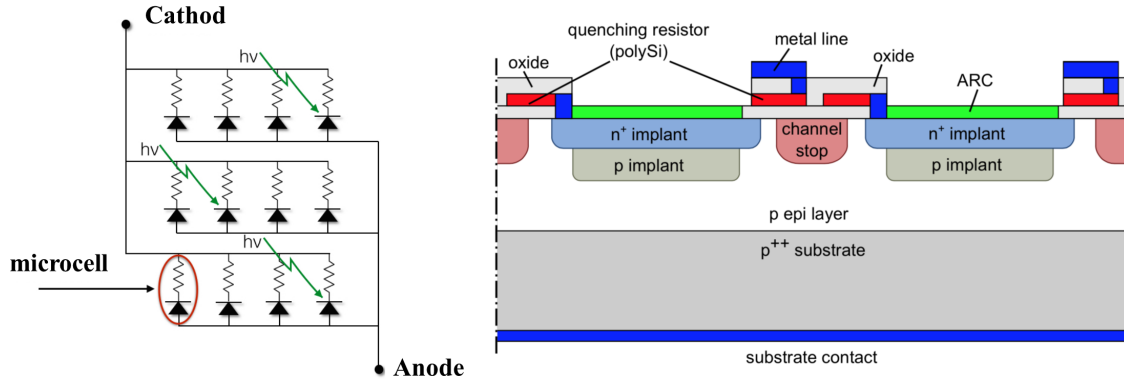 Cathod
hν
hν
hν
microcell
Anode
quenching resistor
(polySi)
metal line
oxide
oxide
ARC
n+ implant
channel
stop
n+ implant
p implant
p implant
p epi layer
p++ substrate
substrate contact